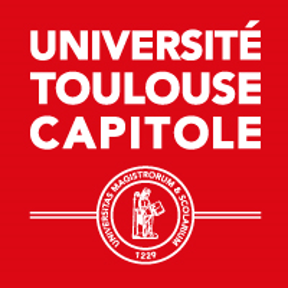 UNIVERSITÉ
TOULOUSE
CAPITOLE
UNIVERSITAS MAGISTRORUM & SCOLARIUM
1229